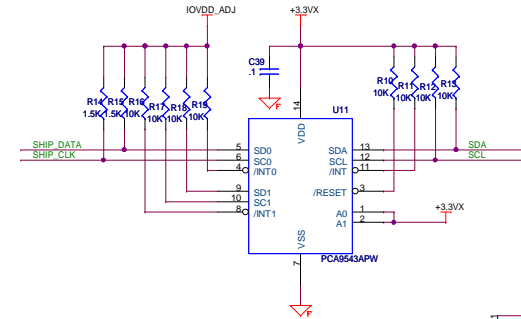 IOVDD_ADJ
+3.3VX
C39
.1
F
R14
1.5K
R15
1.5K
R16
10K
R17
10K
R18
10K
R19
10K
R10
10K
R11
10K
R12
10K
R13
10K
U11
14
VDD
SHIP_DATA
5
SD0
SDA
13
SDA
SHIP_CLK
6
SC0
SCL
12
SCL
4
/INT0
/INT
11
9
SD1
/RESET
3
10
SC1
8
/INT1
A0
1
A1
2
+3.3VX
VSS
7
PCA9543APW
F
1